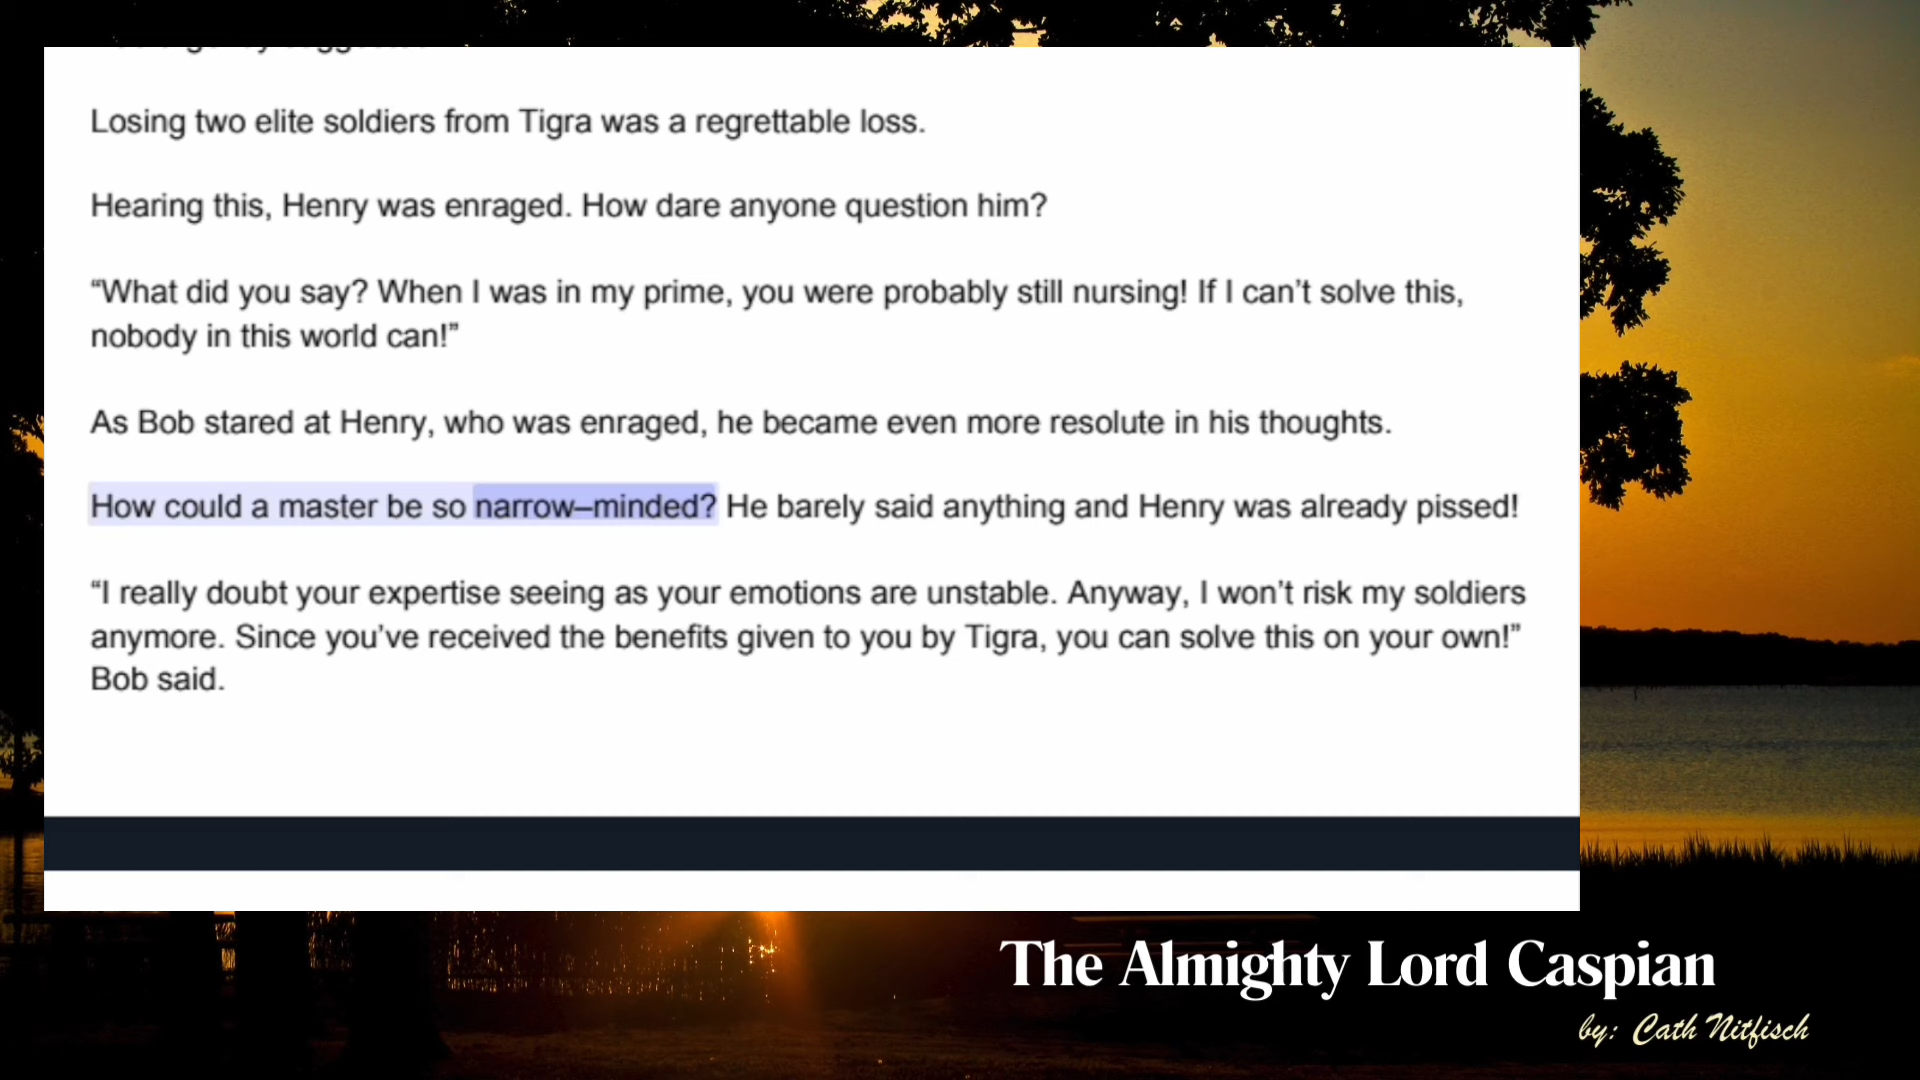 Losing two elite soldiers from Tigra was a regrettable loss.
Hearing this, Henry was enraged. How dare anyone question him?
“What did you say? When I was in my prime, you were probably still nursing! If I can’t solve this,
nobody in this world can!”
As Bob stared at Henry, who was enraged, he became even more resolute in his thoughts.
How could a master be so narrow–minded? He barely said anything and Henry was already pissed!
“I really doubt your expertise seeing as your emotions are unstable. Anyway, I won’t risk my soldiers
anymore. Since you’ve received the benefits given to you by Tigra, you can solve this on your own!”
Bob said.
The Almighty Lord Caspian
by: Cath Nitfisch